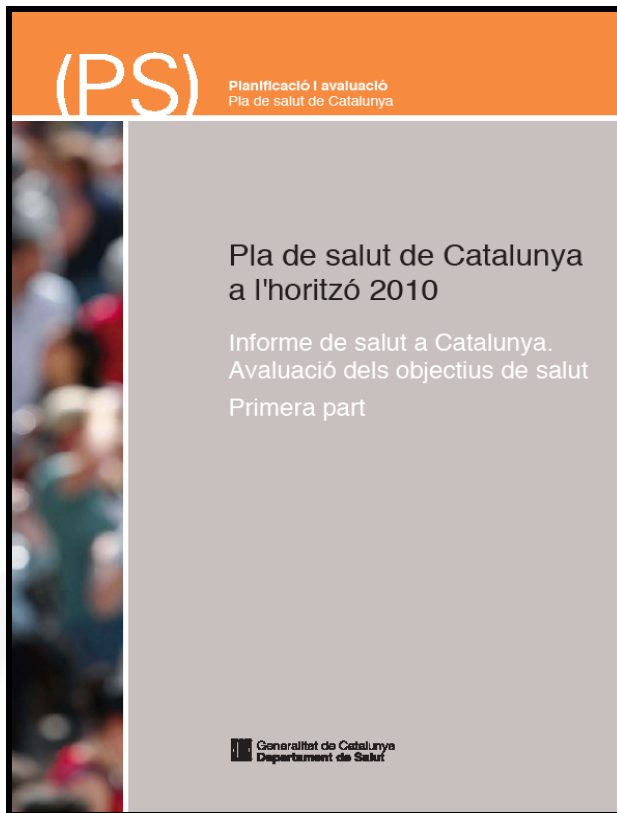 (PS)
Planificació i avaluació
Pla de salut de Catalunya
Pla de salut de Catalunya
a l'horitzó 2010
Informe de salut a Catalunya.
Avaluació dels objectius de salut
Primera part
Generalitat de Catalunya
Departament de Salut